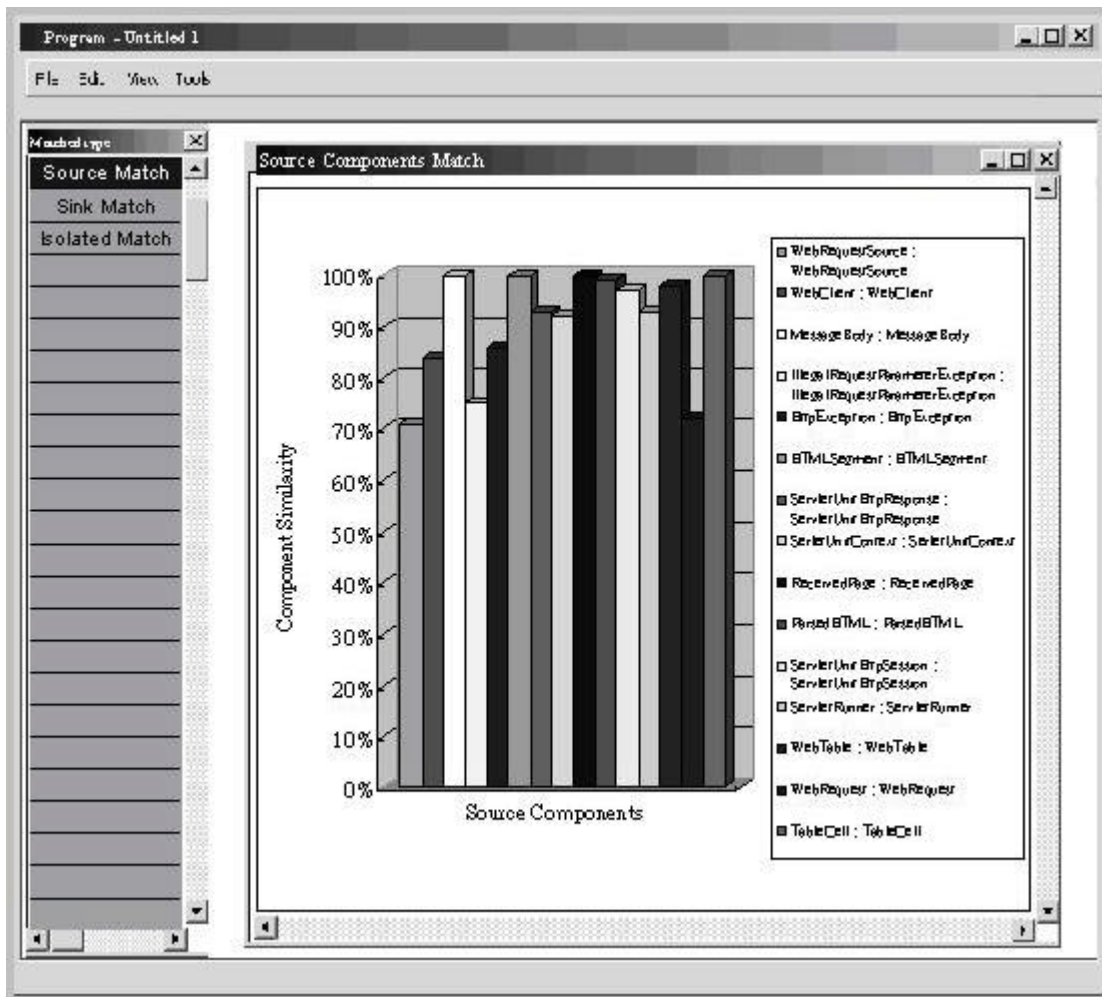 Program - Untitled 1
File Edit View Tools
Matched type
Source Match
Sink Match
Isolated Match
Source Components Match
100%
90%
80%
70%
60%
50%
40%
30%
20%
10%
0%
Component Similarity
Source Components
WebRequestSource :
WebRequestSource
WebClient : WebClient
MessageBody : MessageBody
IllegalRequestParameterException :
IllegalRequestParameterException
HttpException : HttpException
HTMLSegment : HTMLSegment
ServletUnitHttpResponse :
ServletUnitHttpResponse
ServletUnitContext : ServletUnitContext
ReceivedPage : ReceivedPage
ParsedHTML : ParsedHTML
ServletUnitHttpSession :
ServletUnitHttpSession
ServletRunner : ServletRunner
WebTable : WebTable
WebRequest : WebRequest
TableCell : TableCell